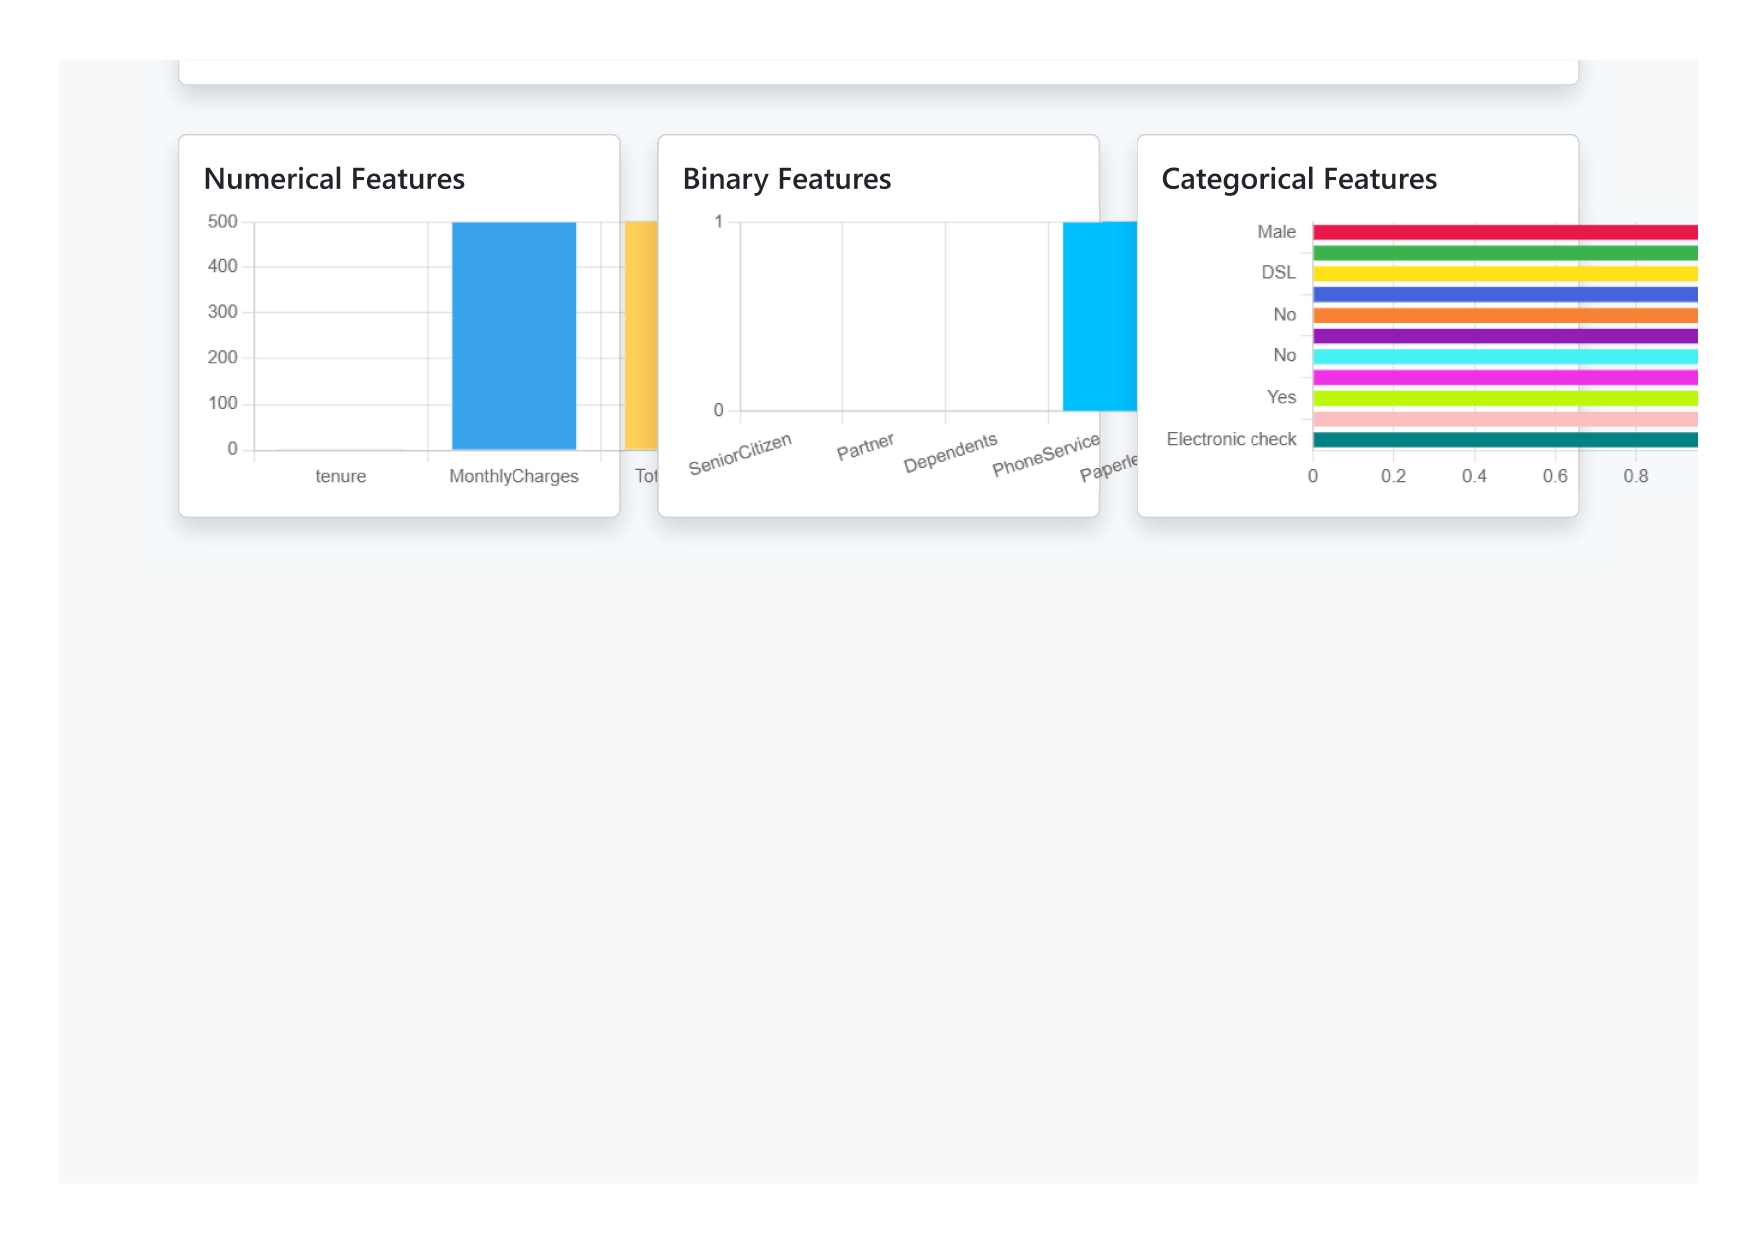 Numerical Features
500
400
300
200
100
0
tenure
MonthlyCharges
Tot
Binary Features
1
0
SeniorCitizen
Partner
Dependents
PhoneService
Paperle
Categorical Features
Male
DSL
No
No
Yes
Electronic check
0
0.2
0.4
0.6
0.8